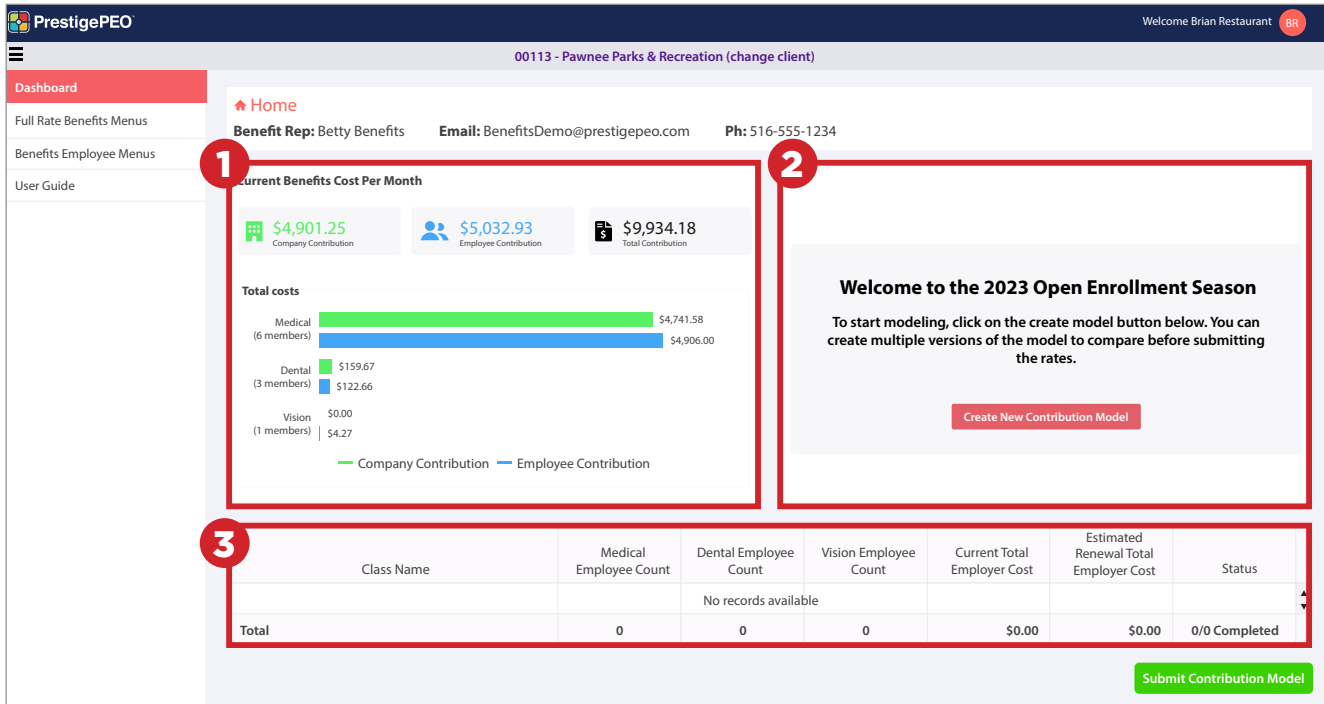 PrestigePEO
Welcome Brian Restaurant BR
00113 - Pawnee Parks & Recreation (change client)
Dashboard
Full Rate Benefits Menus
Benefits Employee Menus
User Guide
Home
Benefit Rep: Betty Benefits Email: BenefitsDemo@prestigepeo.com Ph: 516-555-1234
1
Current Benefits Cost Per Month
$4,901.25
Company Contribution
$5,032.93
Employee Contribution
$9,934.18
Total Contribution
Total costs
Medical
(6 members)
$4,741.58
$4,906.00
Dental
(3 members)
$159.67
$122.66
Vision
(1 members)
$0.00
$4.27
Company Contribution Employee Contribution
2
Welcome to the 2023 Open Enrollment Season
To start modeling, click on the create model button below. You can
create multiple versions of the model to compare before submitting
the rates.
Create New Contribution Model
3
Class Name
Medical
Employee Count
Dental Employee
Count
Vision Employee
Count
Current Total
Employer Cost
Estimated
Renewal Total
Employer Cost
Status
No records available
Total 0 0 0 $0.00 $0.00 0/0 Completed
Submit Contribution Model